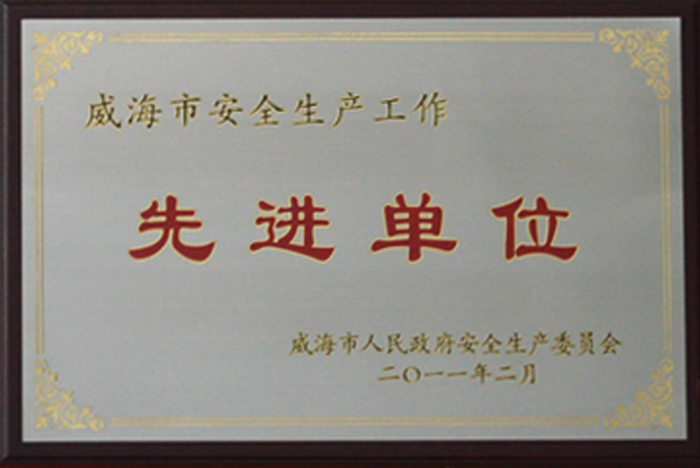 威海市安全生产工作
先进单位
威海市人民政府安全生产委员会
二〇一一年二月